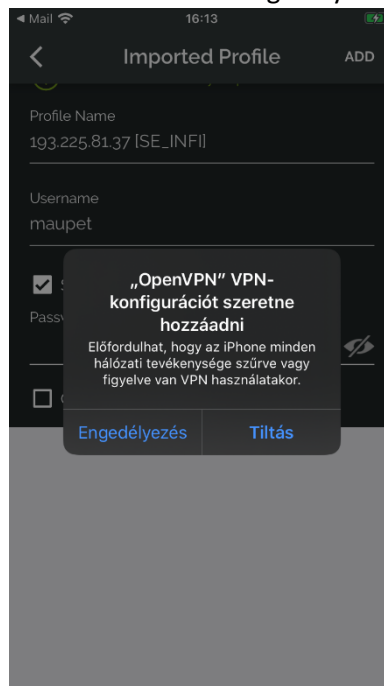 Mail
16:13
Imported Profile
ADD
Profile Name
193.225.81.37 [SE_INFI]
Username
maupet
„OpenVPN” VPN-
konfigurációt szeretne
hozzáadni
Előfordulhat, hogy az iPhone minden
hálózati tevékenysége szűrve vagy
figyelve van VPN használatakor.
Engedélyezés
Tiltás